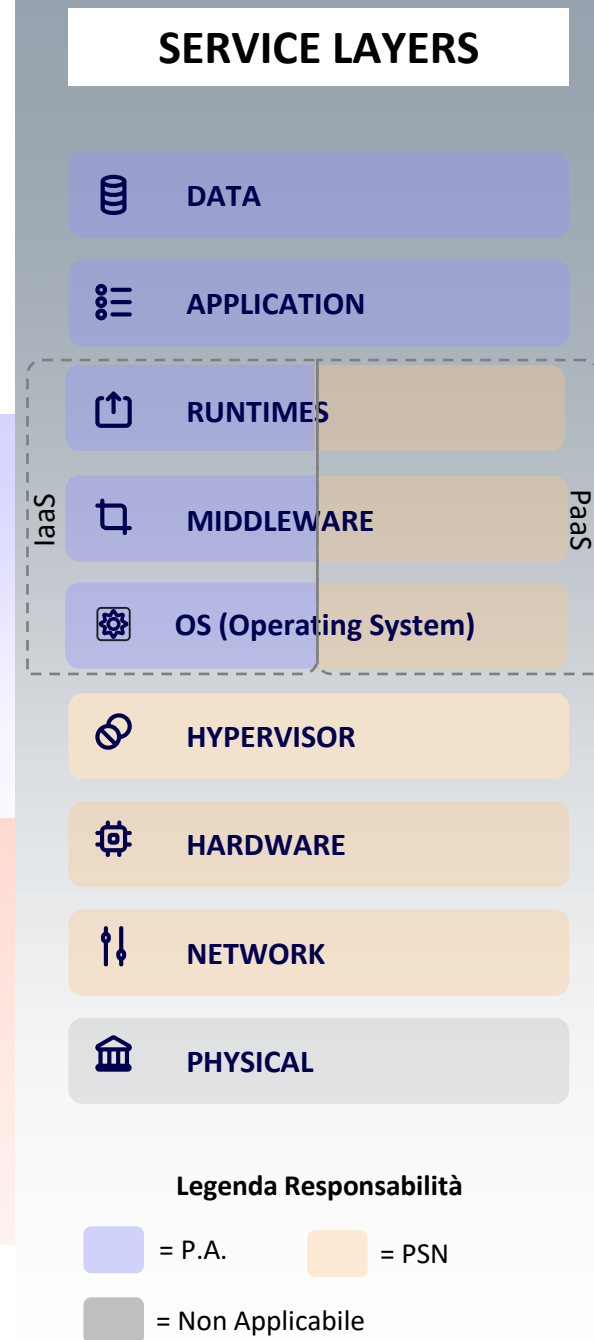 SERVICE LAYERS
DATA
APPLICATION
RUNTIMES
IaaS
MIDDLEWARE
PaaS
OS (Operating System)
HYPERVISOR
HARDWARE
NETWORK
PHYSICAL
Legenda Responsabilità
= P.A.
= PSN
= Non Applicabile